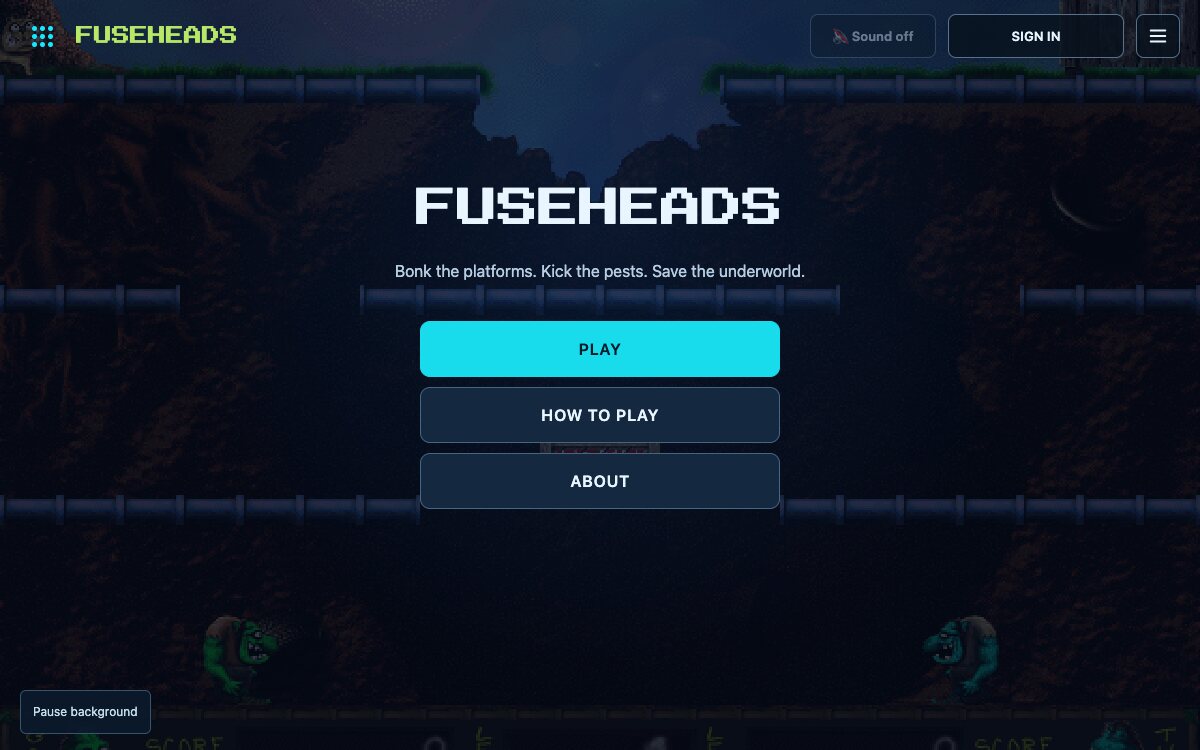 FUSEHEADS
Sound off
SIGN IN
FUSEHEADS
Bonk the platforms. Kick the pests. Save the underworld.
PLAY
HOW TO PLAY
ABOUT
Pause background
SCORE
SCORE